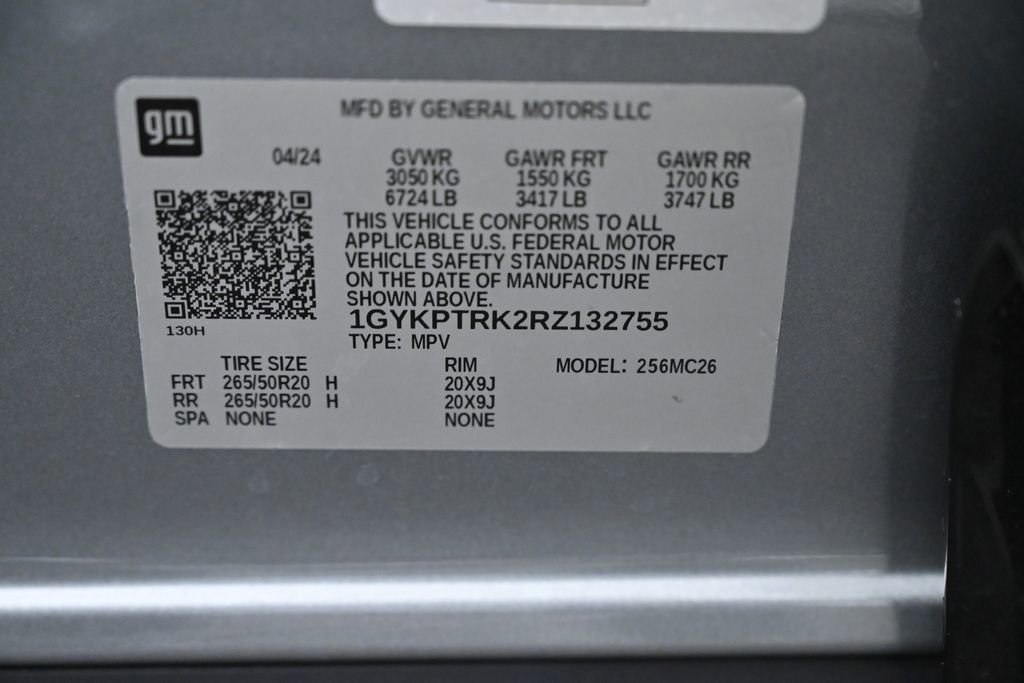 gm
MFD BY GENERAL MOTORS LLC
04/24 GVWR GAWR FRT GAWR RR
3050 KG 1550 KG 1700 KG
6724 LB 3417 LB 3747 LB
THIS VEHICLE CONFORMS TO ALL
APPLICABLE U.S. FEDERAL MOTOR
VEHICLE SAFETY STANDARDS IN EFFECT
ON THE DATE OF MANUFACTURE
SHOWN ABOVE.
1GYKPTRK2RZ132755
130H
TYPE: MPV
TIRE SIZE RIM MODEL: 256MC26
FRT 265/50R20 H 20X9J
RR 265/50R20 H 20X9J
SPA NONE NONE